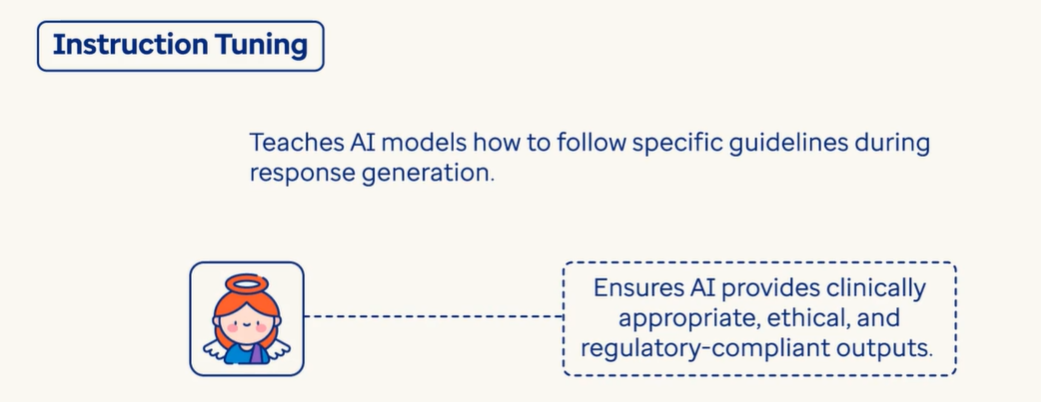 Instruction Tuning
Teaches AI models how to follow specific guidelines during
response generation.
Ensures AI provides clinically
appropriate, ethical, and
regulatory-compliant outputs.